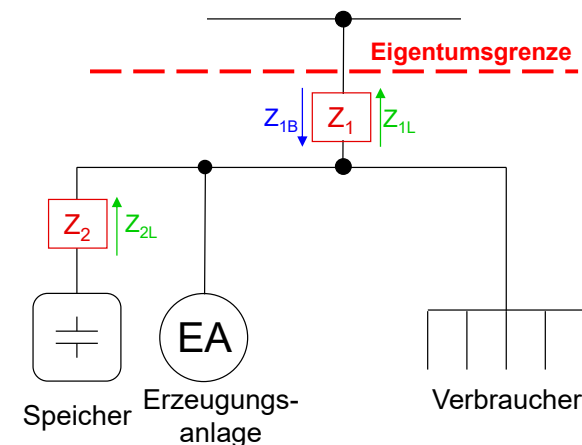 Eigentumsgrenze
Z1B
Z1
Z1L
Z2
Z2L
EA
Speicher
Erzeugungs-
anlage
Verbraucher